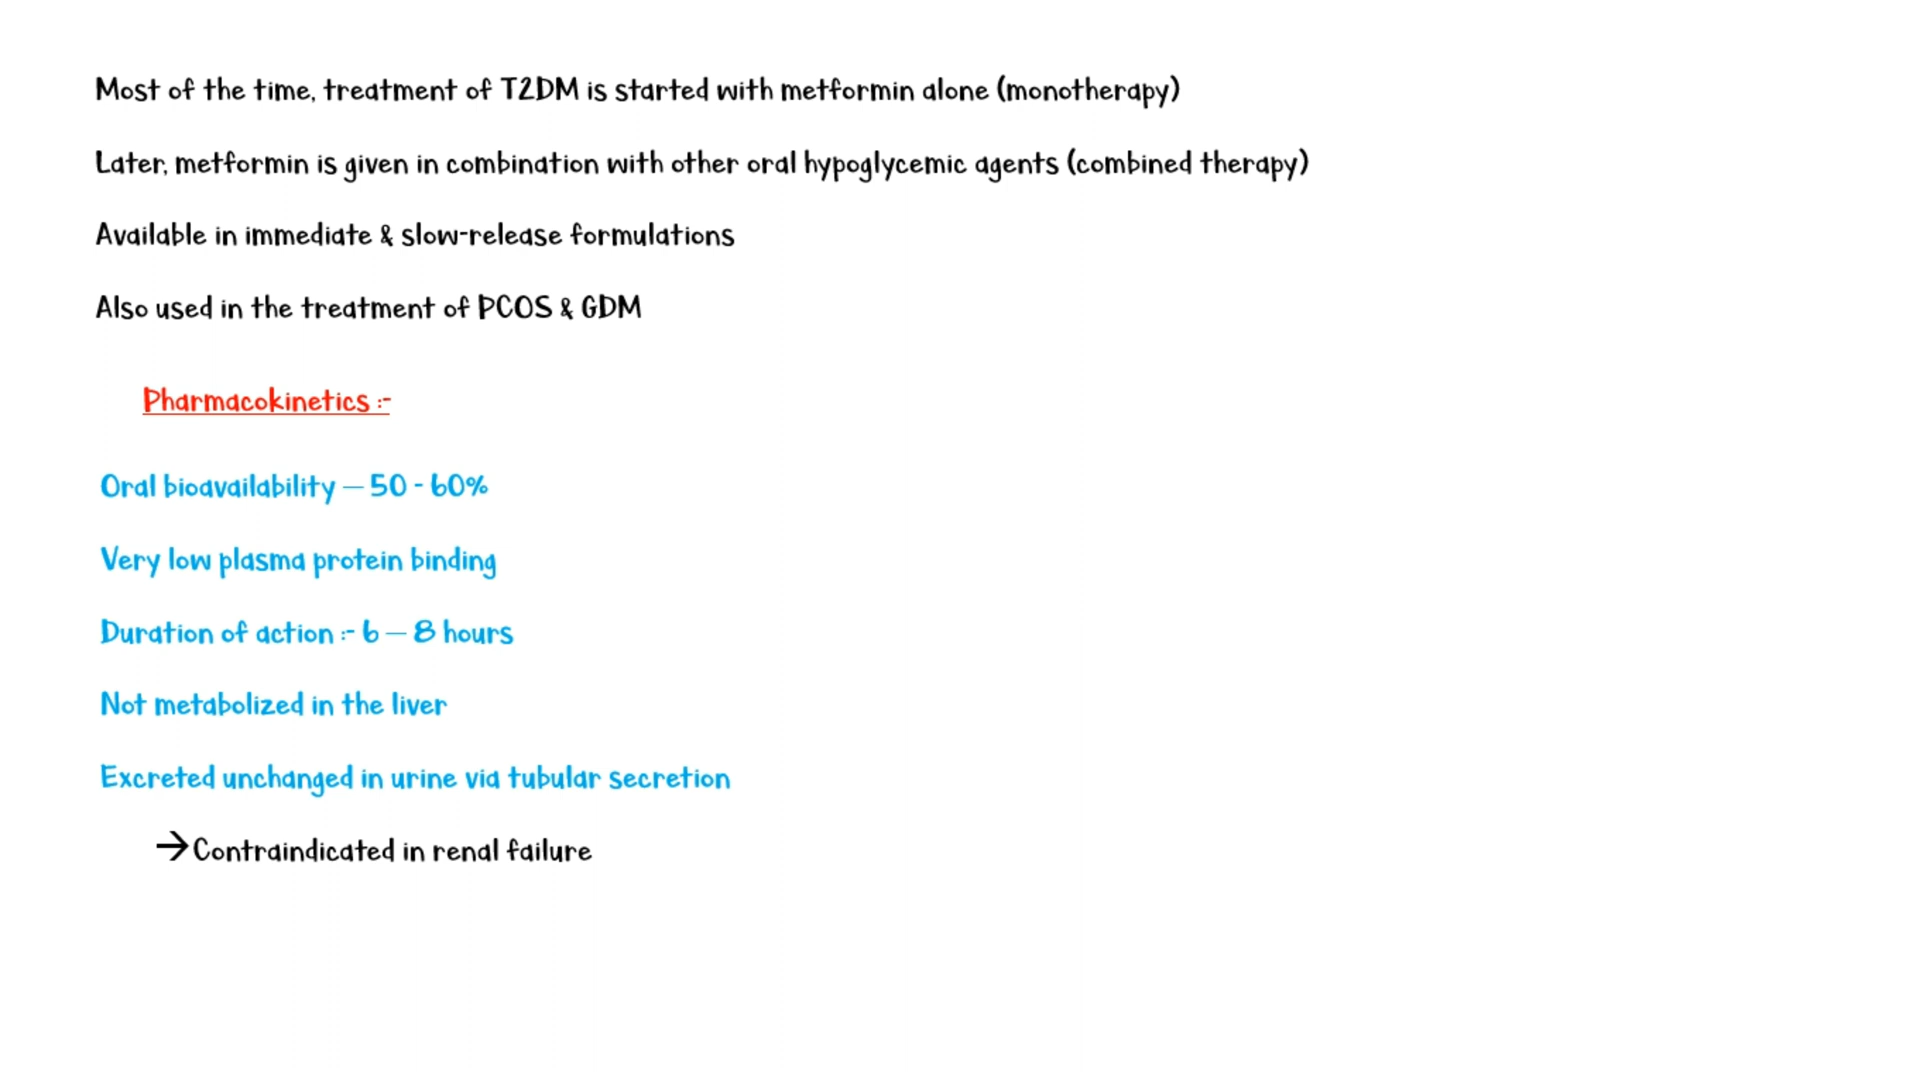 Most of the time, treatment of T2DM is started with metformin alone (monotherapy)
Later, metformin is given in combination with other oral hypoglycemic agents (combined therapy)
Available in immediate & slow-release formulations
Also used in the treatment of PCOS & GDM
Pharmacokinetics :-
Oral bioavailability – 50 - 60%
Very low plasma protein binding
Duration of action :- 6 – 8 hours
Not metabolized in the liver
Excreted unchanged in urine via tubular secretion
→Contraindicated in renal failure